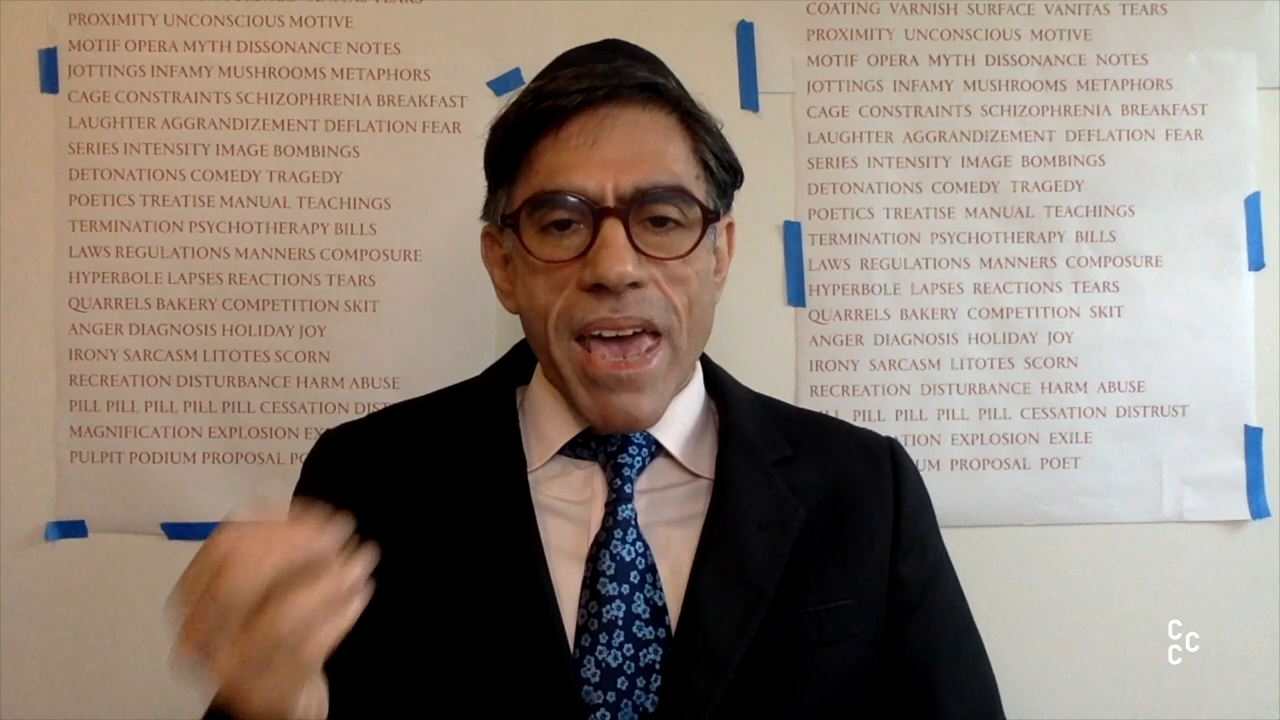 PROXIMITY UNCONSCIOUS MOTIVE
MOTIF OPERA MYTH DISSONANCE NOTES
JOTTINGS INFAMY MUSHROOMS METAPHORS
CAGE CONSTRAINTS SCHIZOPHRENIA BREAKFAST
LAUGHTER AGGRANDIZEMENT DEFLATION FEAR
SERIES INTENSITY IMAGE BOMBINGS
DETONATIONS COMEDY TRAGEDY
POETICS TREATISE MANUAL TEACHINGS
TERMINATION PSYCHOTHERAPY BILLS
LAWS REGULATIONS MANNERS COMPOSURE
HYPERBOLE LAPSES REACTIONS TEARS
QUARRELS BAKERY COMPETITION SKIT
ANGER DIAGNOSIS HOLIDAY JOY
IRONY SARCASM LITOTES SCORN
RECREATION DISTURBANCE HARM ABUSE
PILL PILL PILL PILL PILL CESSATION
MAGNIFICATION EXPLOSION
PULPIT PODIUM PROPOSAL
COATING VARNISH SURFACE VANITAS TEARS
PROXIMITY UNCONSCIOUS MOTIVE
MOTIF OPERA MYTH DISSONANCE NOTES
JOTTINGS INFAMY MUSHROOMS METAPHORS
CAGE CONSTRAINTS SCHIZOPHRENIA BREAKFAST
LAUGHTER AGGRANDIZEMENT DEFLATION FEAR
SERIES INTENSITY IMAGE BOMBINGS
DETONATIONS COMEDY TRAGEDY
POETICS TREATISE MANUAL TEACHINGS
TERMINATION PSYCHOTHERAPY BILLS
LAWS REGULATIONS MANNERS COMPOSURE
HYPERBOLE LAPSES REACTIONS TEARS
QUARRELS BAKERY COMPETITION SKIT
ANGER DIAGNOSIS HOLIDAY JOY
IRONY SARCASM LITOTES SCORN
RECREATION DISTURBANCE HARM ABUSE
PILL PILL PILL PILL CESSATION DISTRUST
EXPLOSION EXILE
PROPOSAL POET
CCC